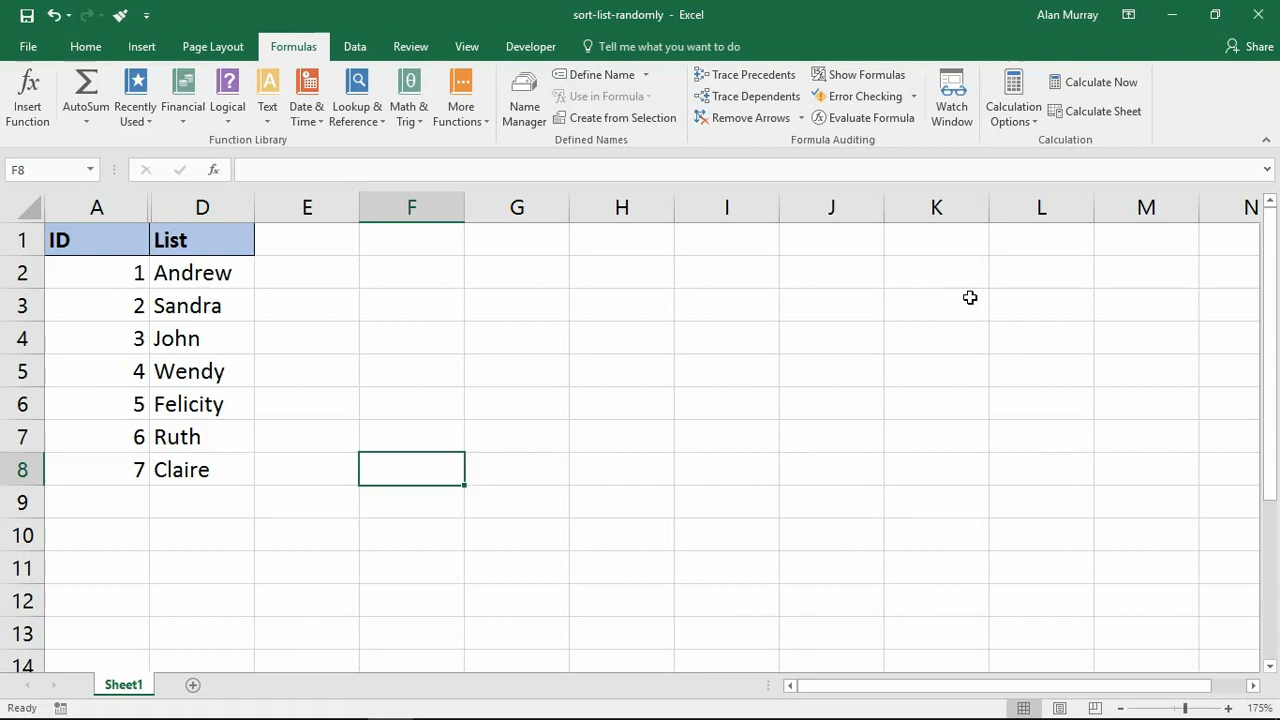 sort-list-randomly - Excel
Alan Murray
File Home Insert Page Layout Formulas Data Review View Developer Tell me what you want to do Share
Insert Function
AutoSum
Recently Used
Financial
Logical
Text
Date & Time
Lookup & Reference
Math & Trig
More Functions
Function Library
Name Manager
Define Name
Use in Formula
Create from Selection
Defined Names
Trace Precedents
Trace Dependents
Remove Arrows
Show Formulas
Error Checking
Evaluate Formula
Formula Auditing
Watch Window
Calculation Options
Calculate Now
Calculate Sheet
Calculation
F8 fx
A D E F G H I J K L M N
1 ID List
2 1 Andrew
3 2 Sandra
4 3 John
5 4 Wendy
6 5 Felicity
7 6 Ruth
8 7 Claire
9
10
11
12
13
14
Sheet1
Ready
175%